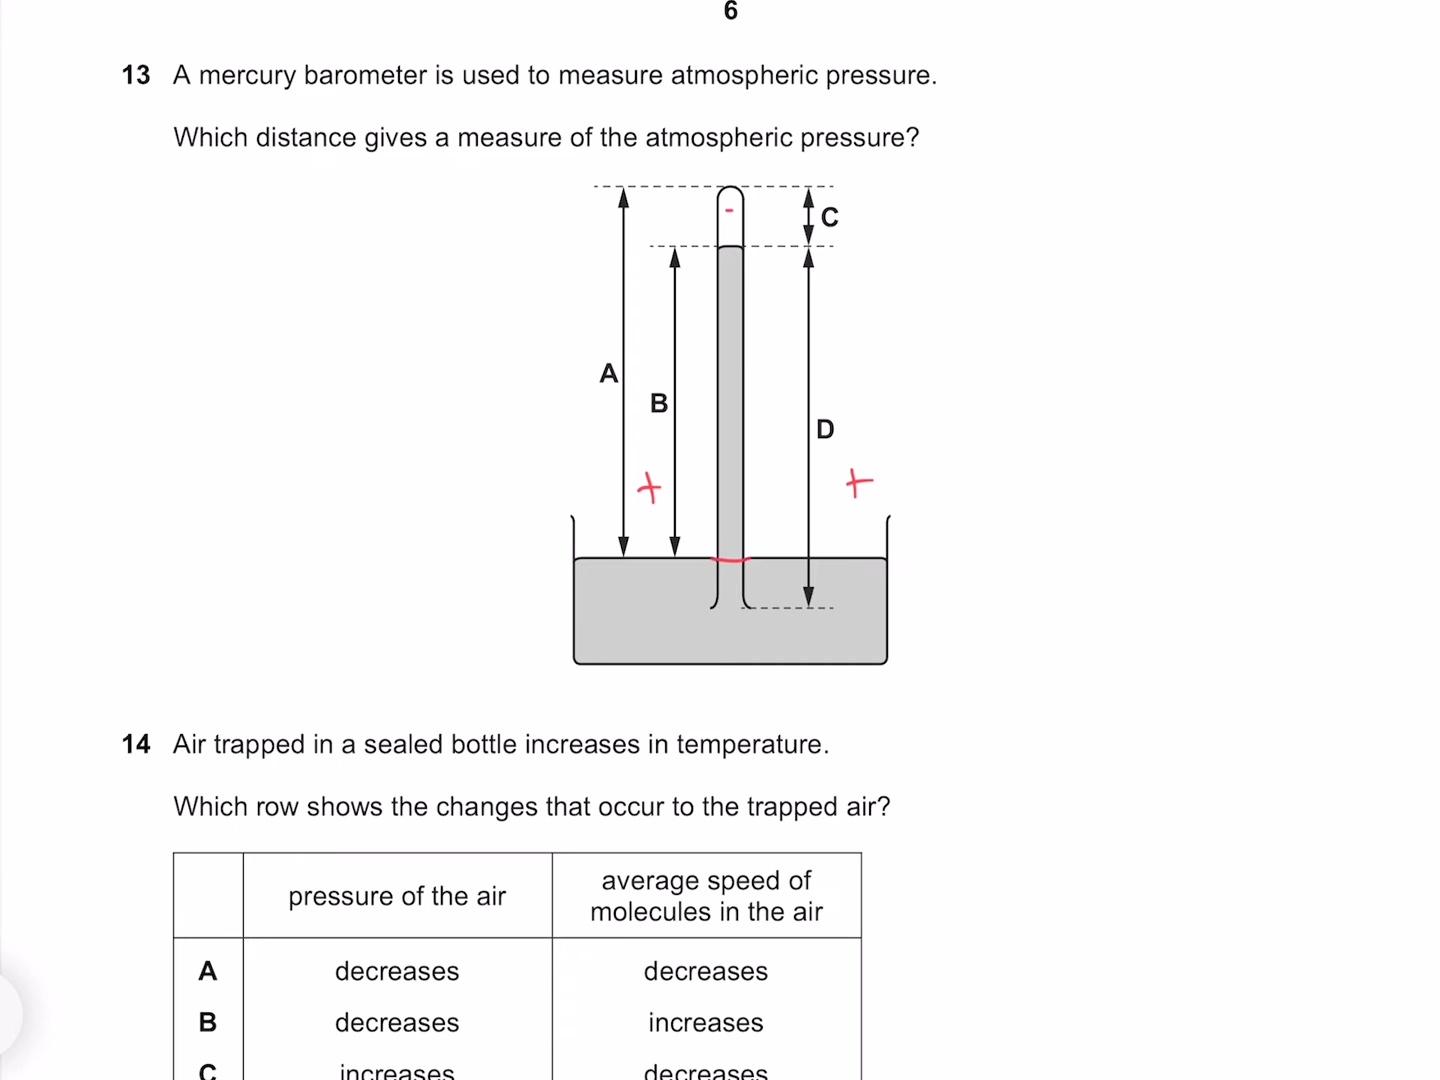 6
13 A mercury barometer is used to measure atmospheric pressure.
Which distance gives a measure of the atmospheric pressure?
C
-
A
B
D
+ +
14 Air trapped in a sealed bottle increases in temperature.
Which row shows the changes that occur to the trapped air?
pressure of the air average speed of
molecules in the air
A decreases decreases
B decreases increases
C increases decreases